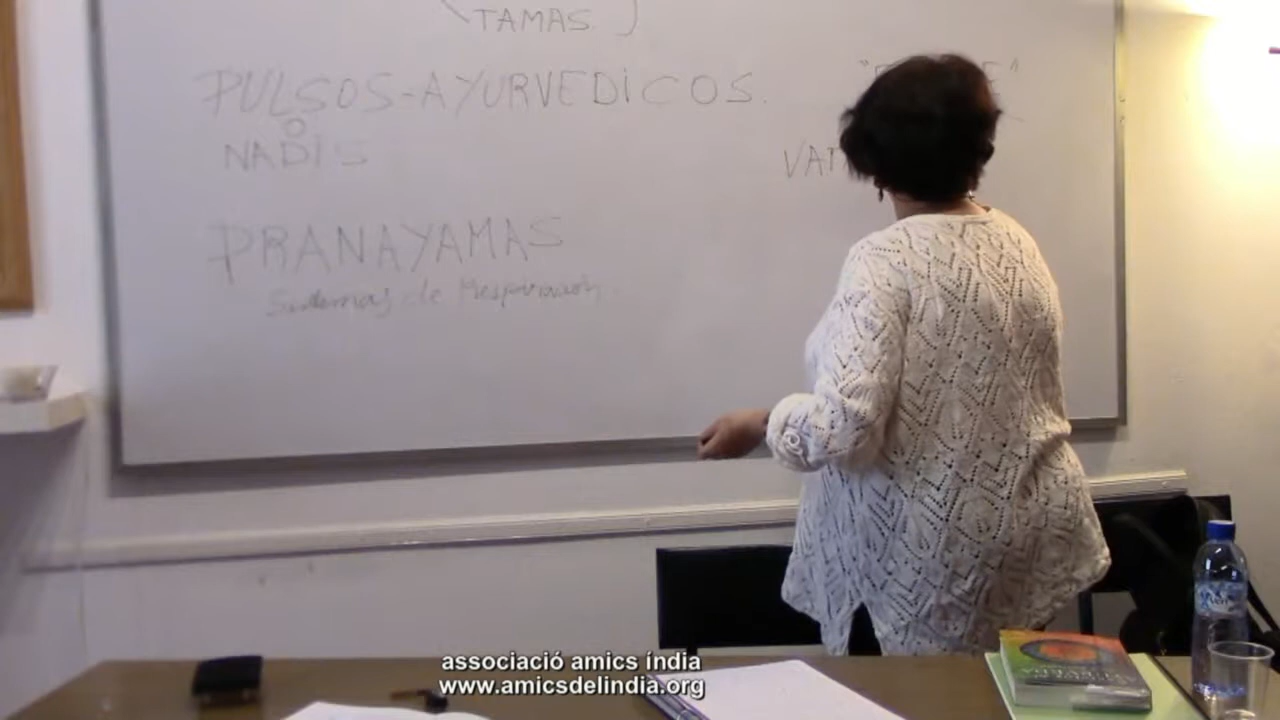 TAMAS.
PULSOS-AYURVEDICOS.
O
NADIS
PRANAYAMAS
Sistemas de Respiración
associació amics índia
www.amicsdelindia.org